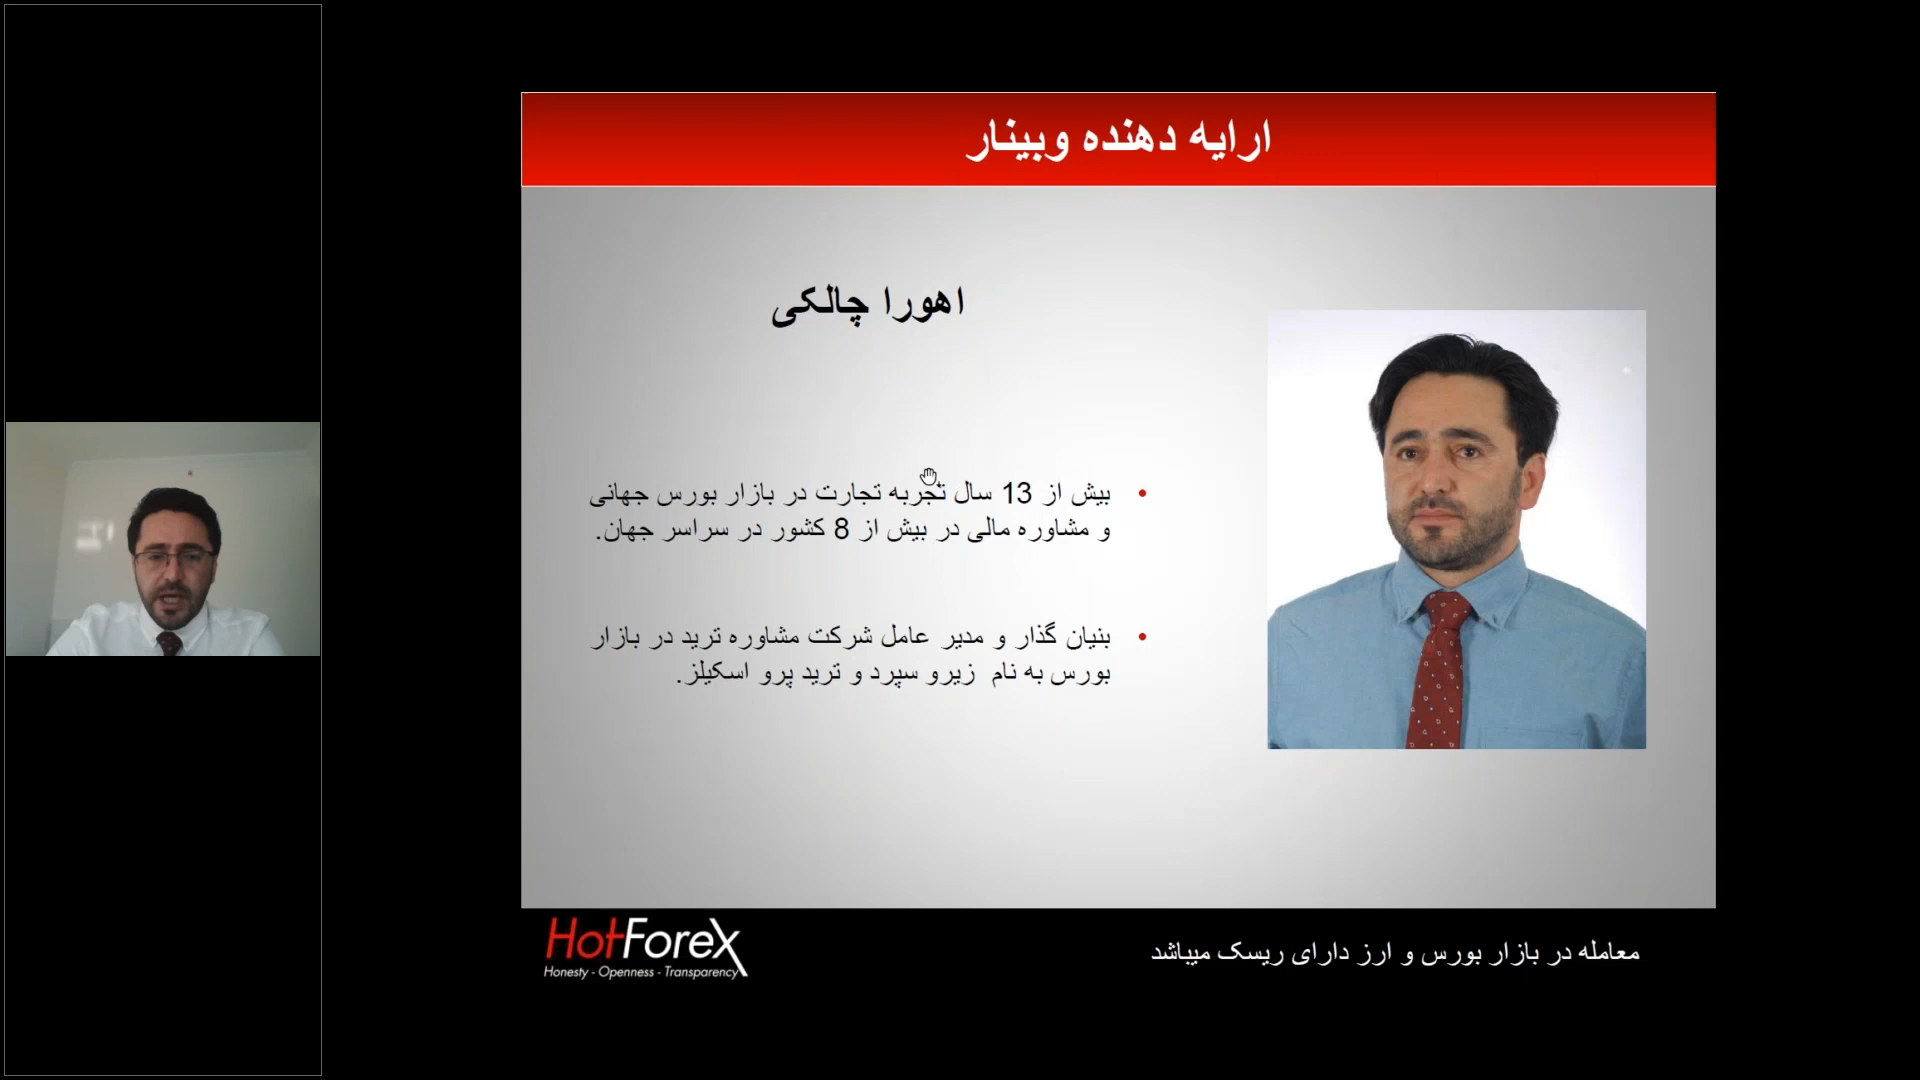 ارایه دهنده وبینار
اهورا چالکی
• بیش از 13 سال تجربه تجارت در بازار بورس جهانی
و مشاوره مالی در بیش از 8 کشور در سراسر جهان.
• بنیان گذار و مدیر عامل شرکت مشاوره ترید در بازار
بورس به نام زیرو سپرد و ترید پرو اسکیلز.
HotForex
Honesty - Openness - Transparency
معامله در بازار بورس و ارز دارای ریسک میباشد